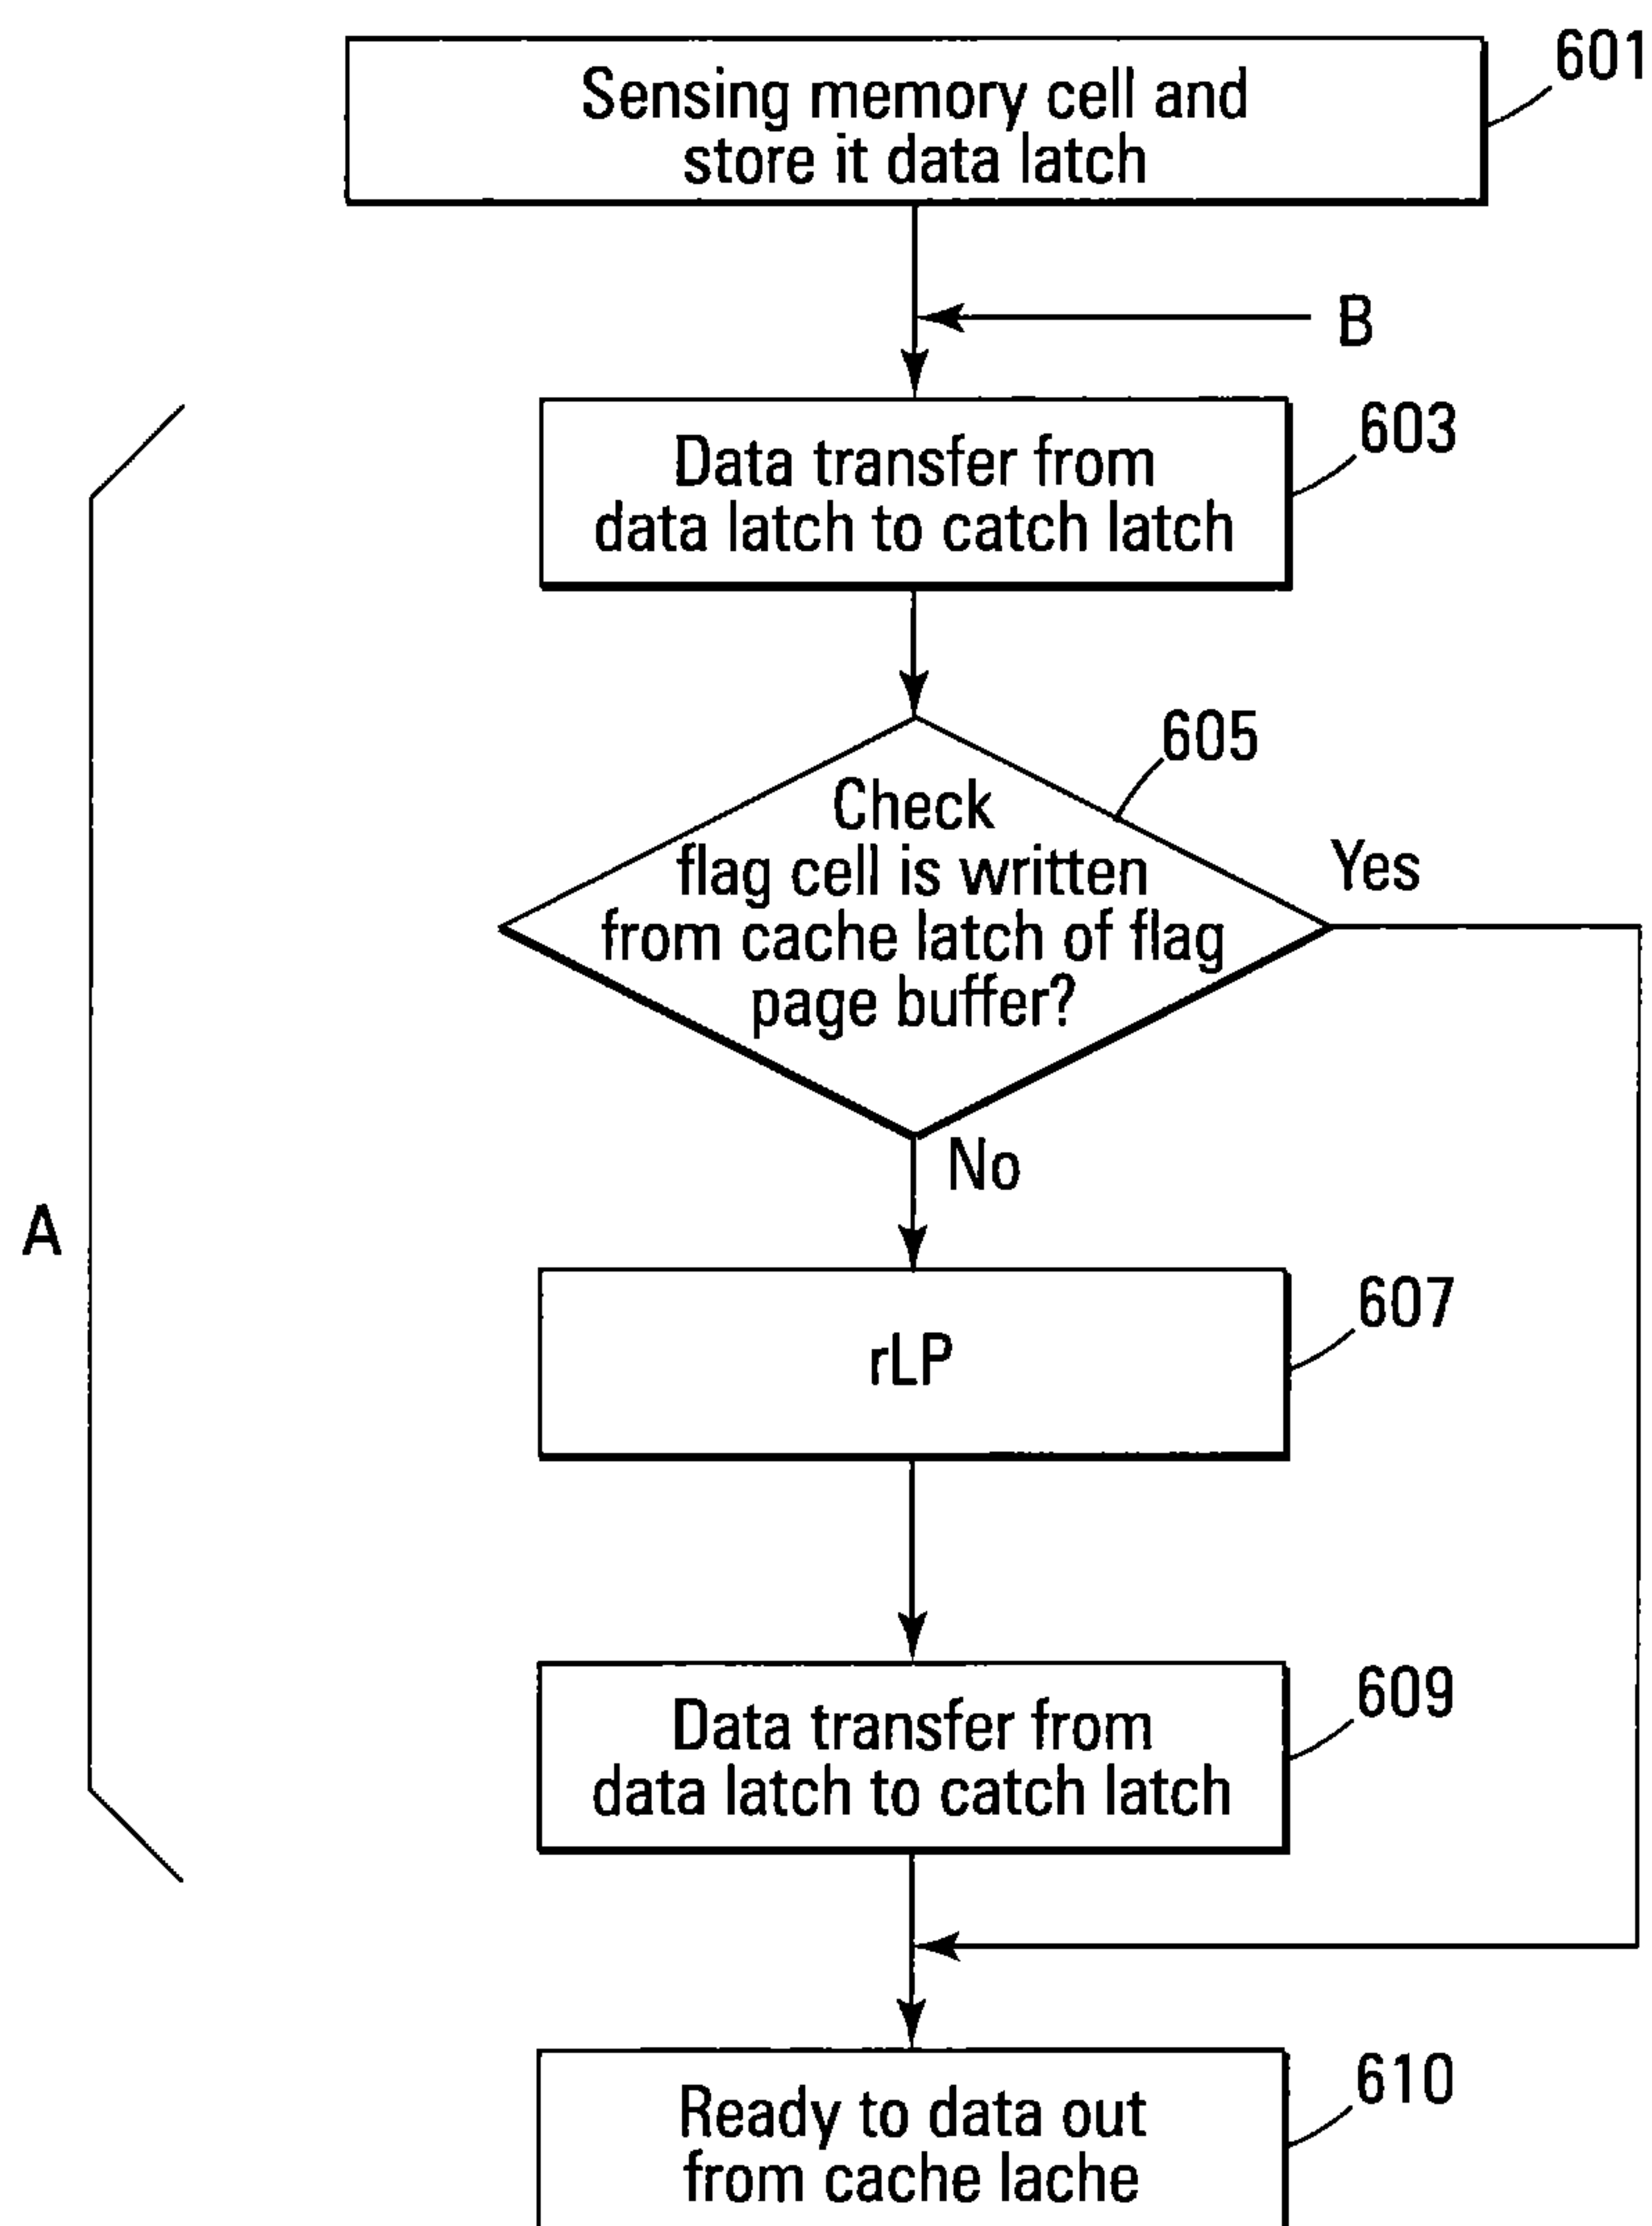 601
Sensing memory cell and
store it data latch
B
603
Data transfer from
data latch to catch latch
605
Check
flag cell is written
from cache latch of flag
page buffer?
Yes
No
A
607
rLP
609
Data transfer from
data latch to catch latch
610
Ready to data out
from cache lache